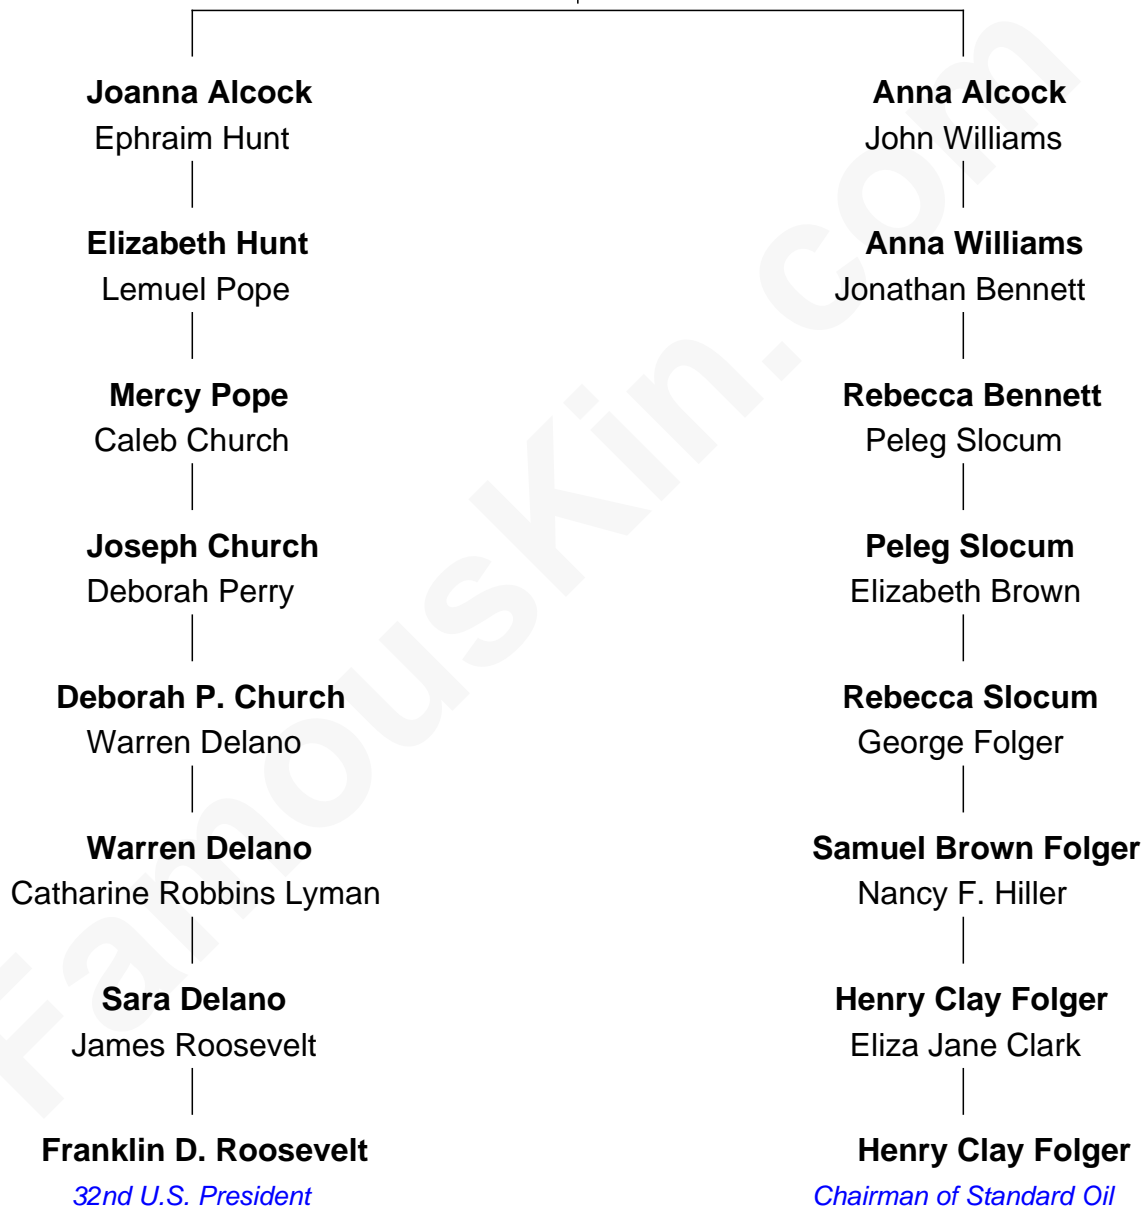 Joanna Alcock
Ephraim Hunt
Elizabeth Hunt
Lemuel Pope
Mercy Pope
Caleb Church
Joseph Church
Deborah Perry
Deborah P. Church
Warren Delano
Warren Delano
Catharine Robbins Lyman
Sara Delano
James Roosevelt
Franklin D. Roosevelt
32nd U.S. President
Anna Alcock
John Williams
Anna Williams
Jonathan Bennett
Rebecca Bennett
Peleg Slocum
Peleg Slocum
Elizabeth Brown
Rebecca Slocum
George Folger
Samuel Brown Folger
Nancy F. Hiller
Henry Clay Folger
Eliza Jane Clark
Henry Clay Folger
Chairman of Standard Oil
FamousKin.com